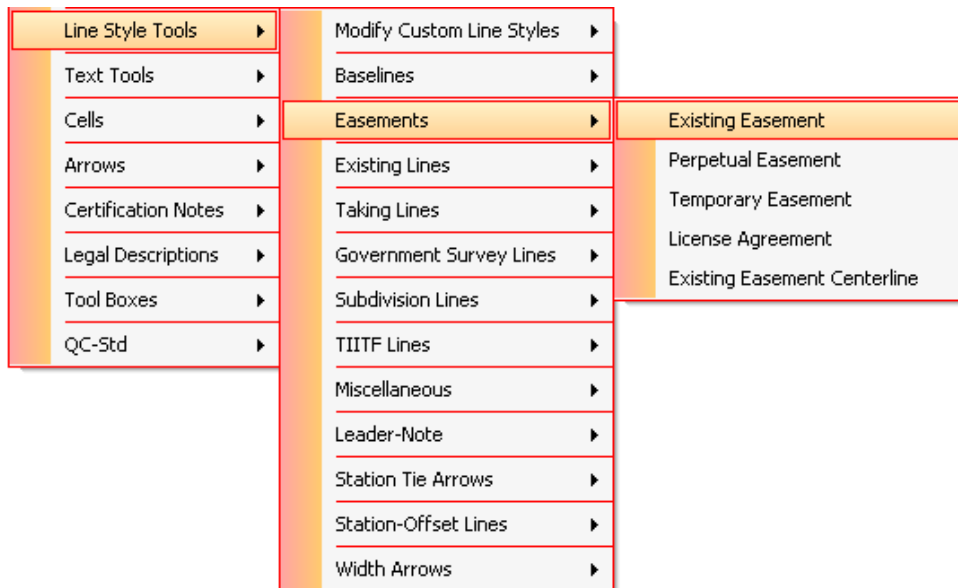 Line Style Tools
Text Tools
Cells
Arrows
Certification Notes
Legal Descriptions
Tool Boxes
QC-Std
Modify Custom Line Styles
Baselines
Easements
Existing Lines
Taking Lines
Government Survey Lines
Subdivision Lines
TIITF Lines
Miscellaneous
Leader-Note
Station Tie Arrows
Station-Offset Lines
Width Arrows
Existing Easement
Perpetual Easement
Temporary Easement
License Agreement
Existing Easement Centerline